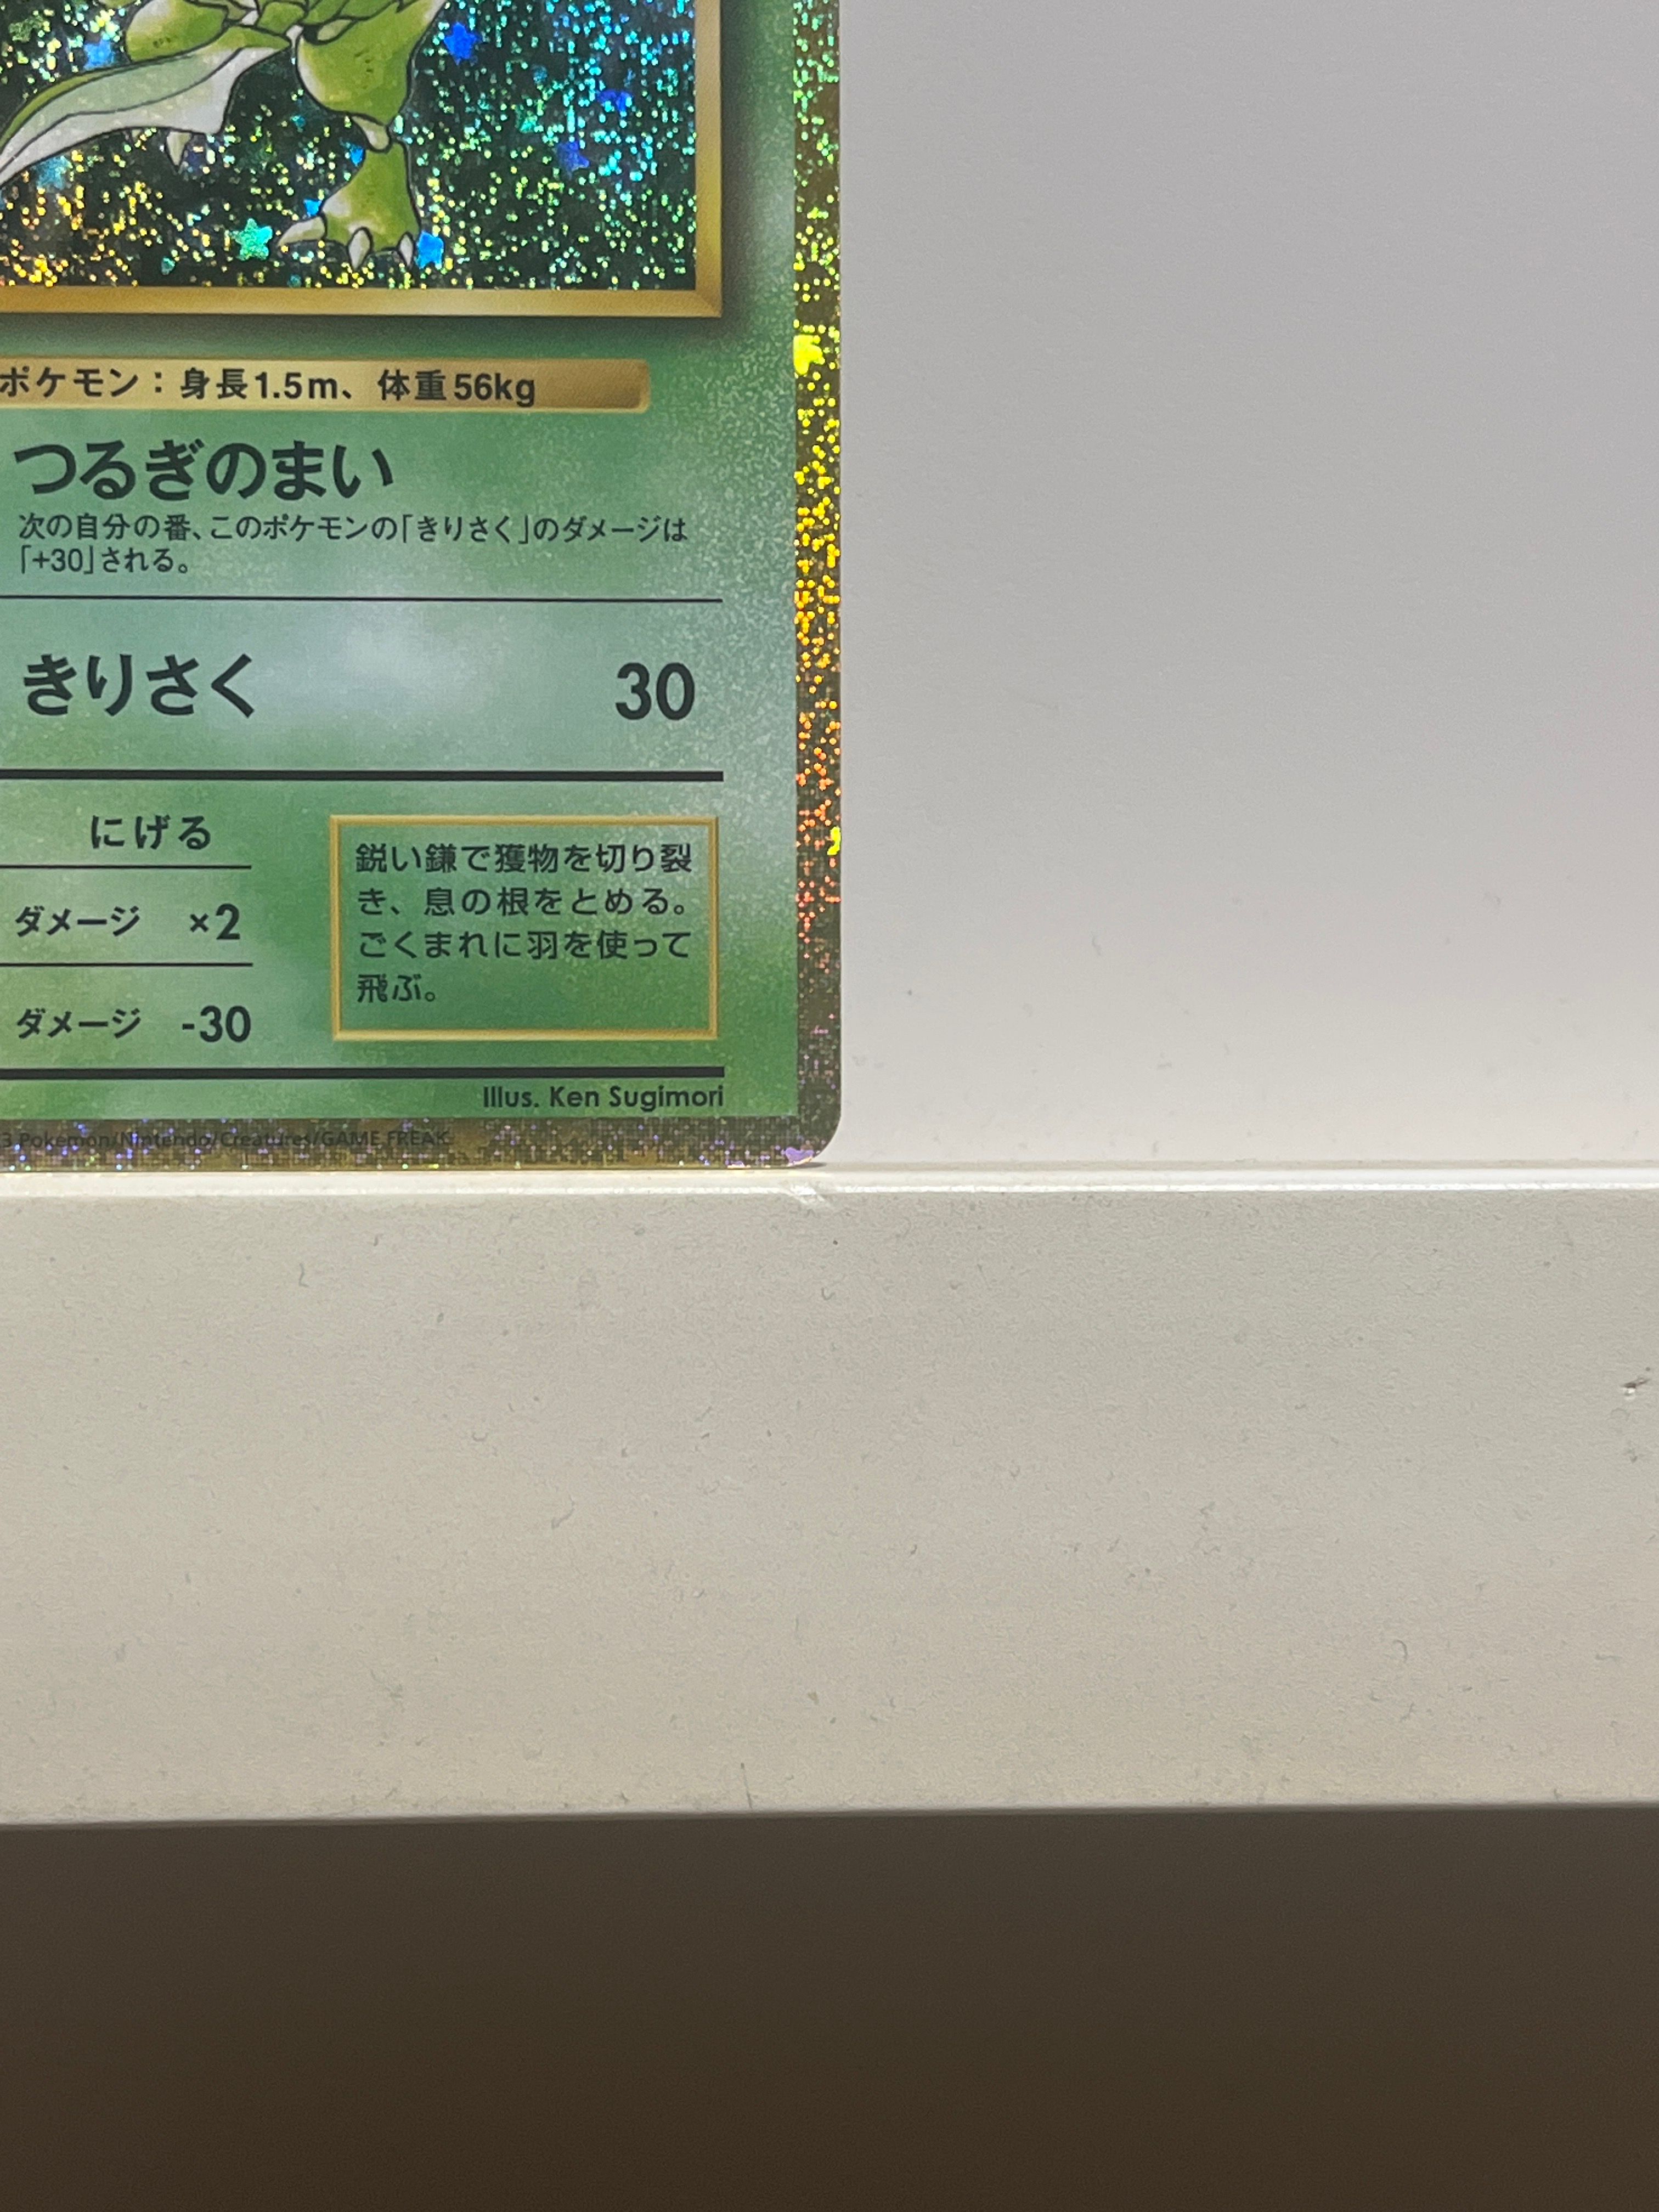 ポケモン：身長1.5m、体重56kg
つるぎのまい
次の自分の番、このポケモンの「きりさく」のダメージは
「+30」される。
きりさく 30
にげる
ダメージ ×2
ダメージ -30
鋭い鎌で獲物を切り裂
き、息の根をとめる。
ごくまれに羽を使って
飛ぶ。
Illus. Ken Sugimori
3 Pokémon/Nintendo/Creatures/GAME FREAK.